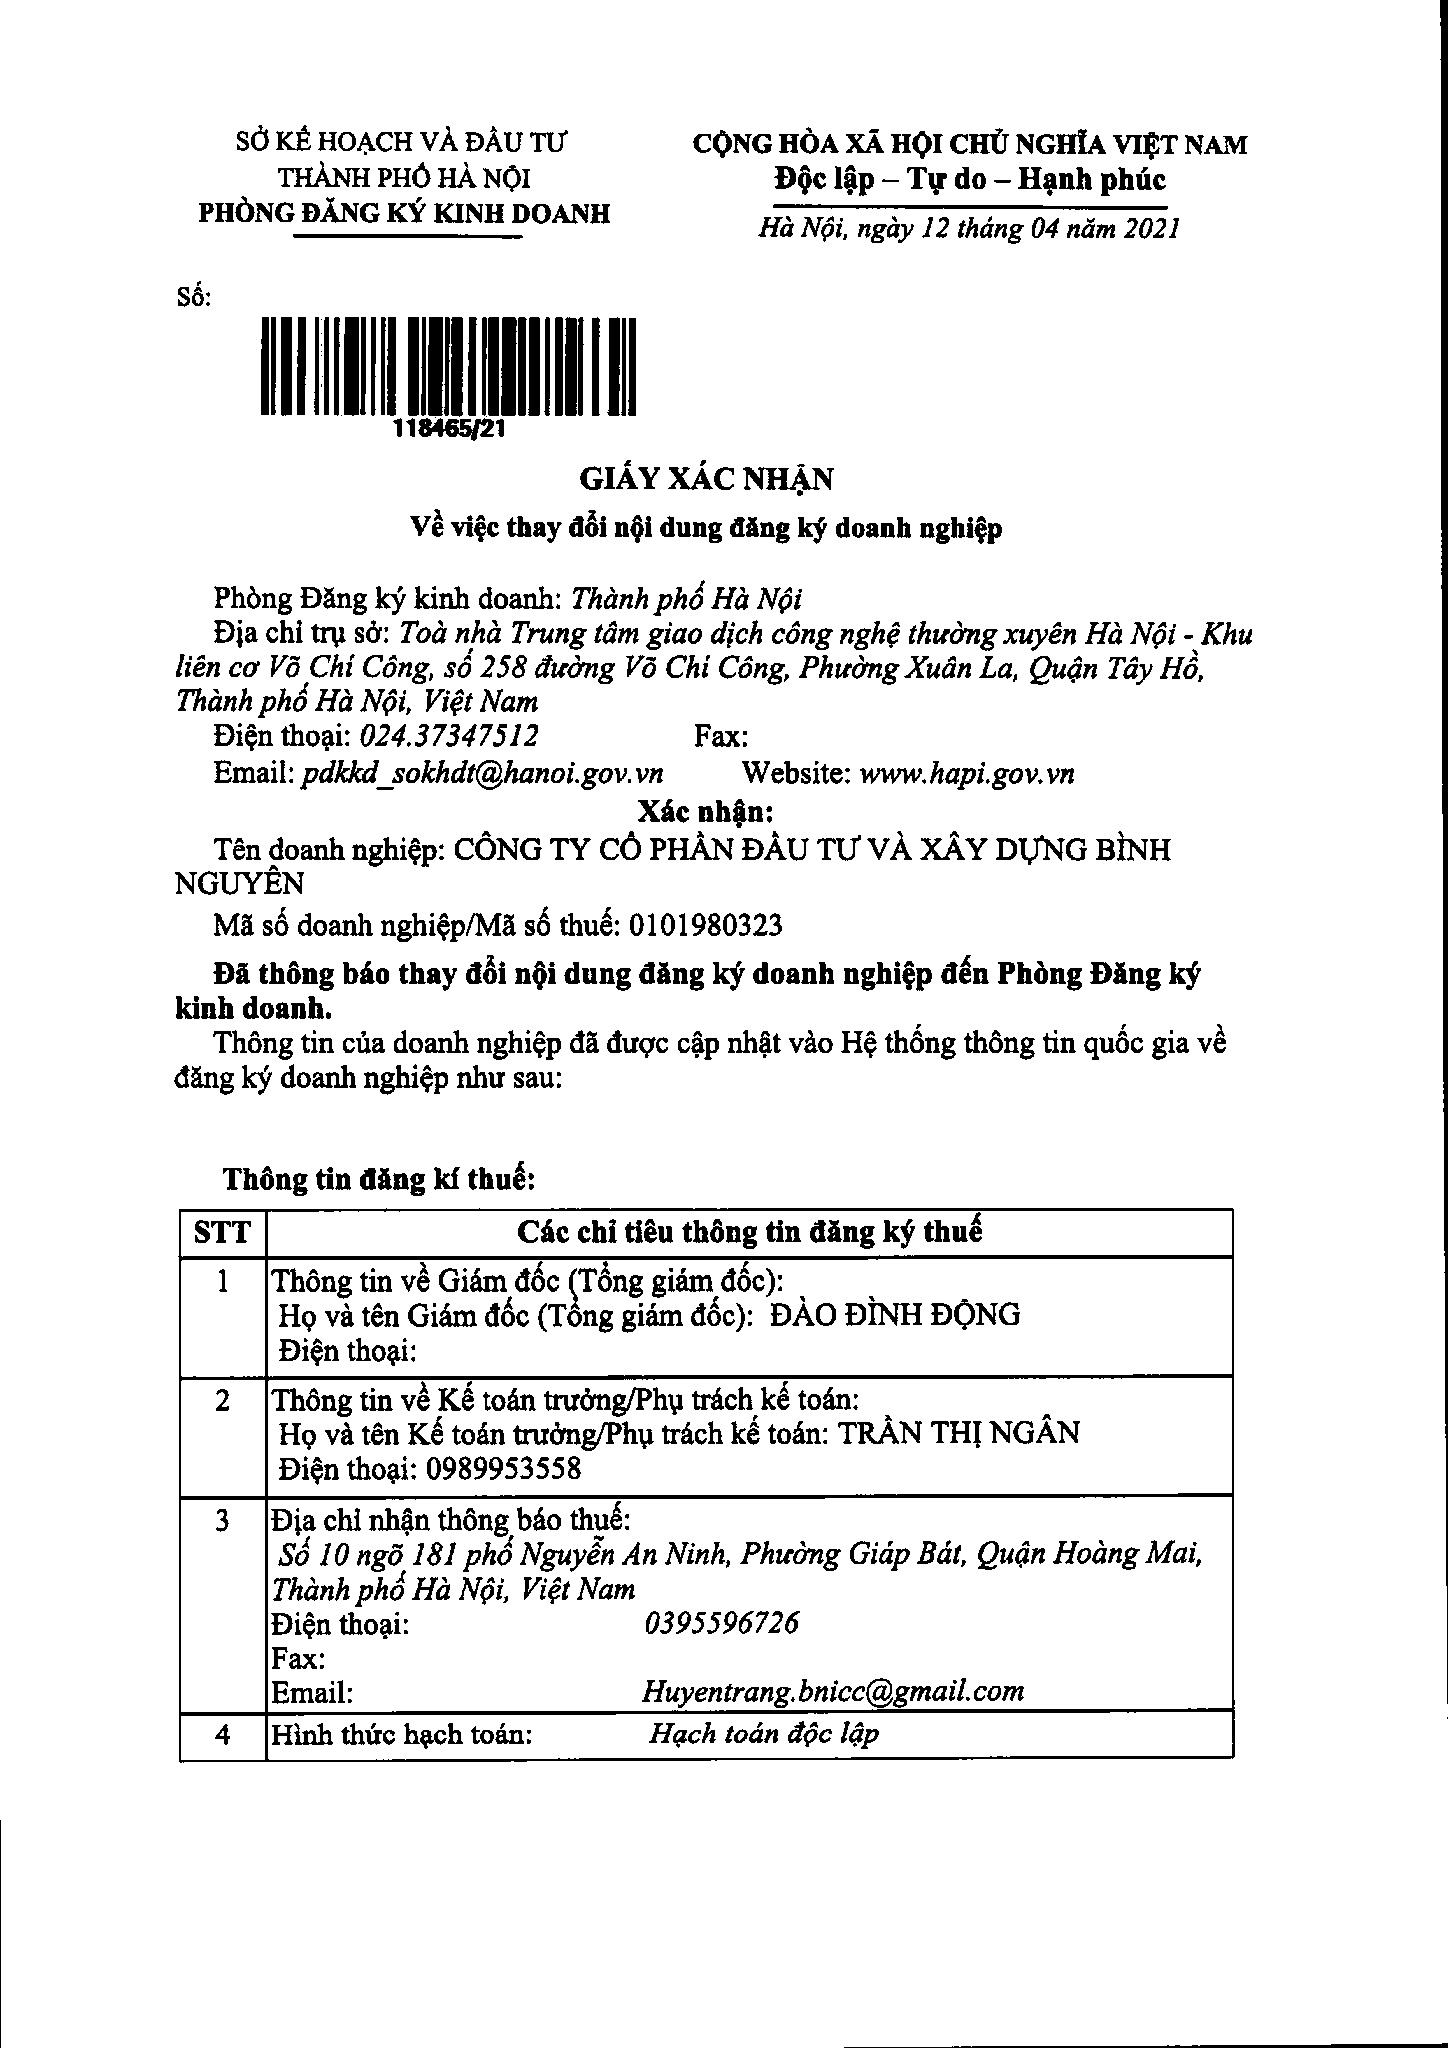 SỞ KẾ HOẠCH VÀ ĐẦU TƯ
THÀNH PHỐ HÀ NỘI
PHÒNG ĐĂNG KÝ KINH DOANH
CỘNG HÒA XÃ HỘI CHỦ NGHĨA VIỆT NAM
Độc lập – Tự do – Hạnh phúc
Hà Nội, ngày 12 tháng 04 năm 2021
Số:
118465/21
GIẤY XÁC NHẬN
Về việc thay đổi nội dung đăng ký doanh nghiệp
Phòng Đăng ký kinh doanh: Thành phố Hà Nội
Địa chỉ trụ sở: Toà nhà Trung tâm giao dịch công nghệ thường xuyên Hà Nội - Khu
liên cơ Võ Chí Công, số 258 đường Võ Chí Công, Phường Xuân La, Quận Tây Hồ,
Thành phố Hà Nội, Việt Nam
Điện thoại: 024.37347512 Fax:
Email: pdkkd_sokhdt@hanoi.gov.vn Website: www.hapi.gov.vn
Xác nhận:
Tên doanh nghiệp: CÔNG TY CỔ PHẦN ĐẦU TƯ VÀ XÂY DỰNG BÌNH
NGUYÊN
Mã số doanh nghiệp/Mã số thuế: 0101980323
Đã thông báo thay đổi nội dung đăng ký doanh nghiệp đến Phòng Đăng ký
kinh doanh.
Thông tin của doanh nghiệp đã được cập nhật vào Hệ thống thông tin quốc gia về
đăng ký doanh nghiệp như sau:
Thông tin đăng kí thuế:
STT Các chỉ tiêu thông tin đăng ký thuế
1 Thông tin về Giám đốc (Tổng giám đốc):
Họ và tên Giám đốc (Tổng giám đốc): ĐÀO ĐÌNH ĐỘNG
Điện thoại:
2 Thông tin về Kế toán trưởng/Phụ trách kế toán:
Họ và tên Kế toán trưởng/Phụ trách kế toán: TRẦN THỊ NGÂN
Điện thoại: 0989953558
3 Địa chỉ nhận thông báo thuế:
Số 10 ngõ 181 phố Nguyễn An Ninh, Phường Giáp Bát, Quận Hoàng Mai,
Thành phố Hà Nội, Việt Nam
Điện thoại: 0395596726
Fax:
Email: Huyentrang.bnicc@gmail.com
4 Hình thức hạch toán: Hạch toán độc lập